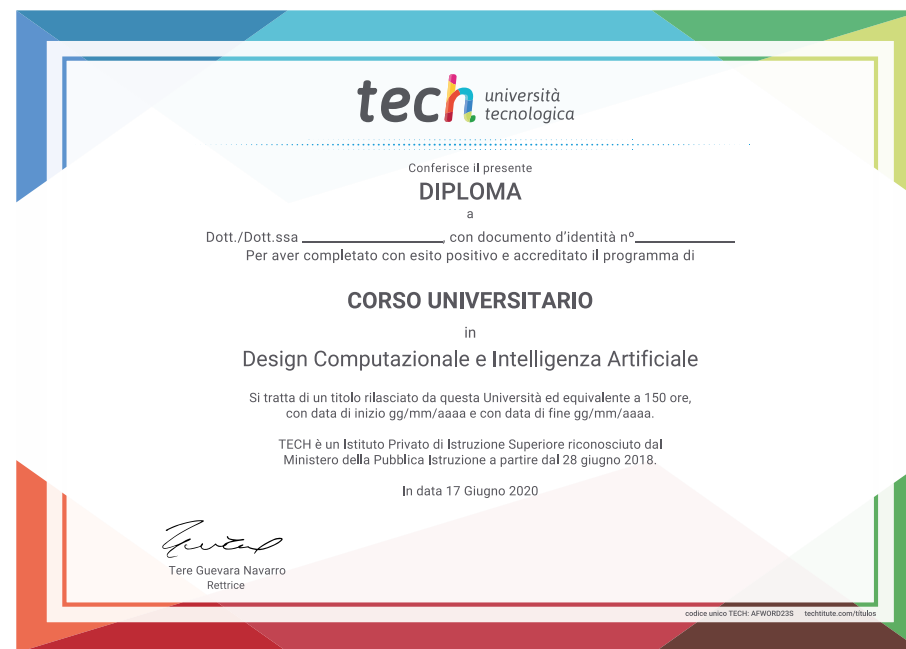 tech università
tecnologica
Conferisce il presente
DIPLOMA
a
Dott./Dott.ssa ____________________, con documento d'identità nº______________
Per aver completato con esito positivo e accreditato il programma di
CORSO UNIVERSITARIO
in
Design Computazionale e Intelligenza Artificiale
Si tratta di un titolo rilasciato da questa Università ed equivalente a 150 ore,
con data di inizio gg/mm/aaaa e con data di fine gg/mm/aaaa.
TECH è un Istituto Privato di Istruzione Superiore riconosciuto dal
Ministero della Pubblica Istruzione a partire dal 28 giugno 2018.
In data 17 Giugno 2020
Tere Guevara Navarro
Rettrice
codice unico TECH: AFWORD23S techtitute.com/titulos